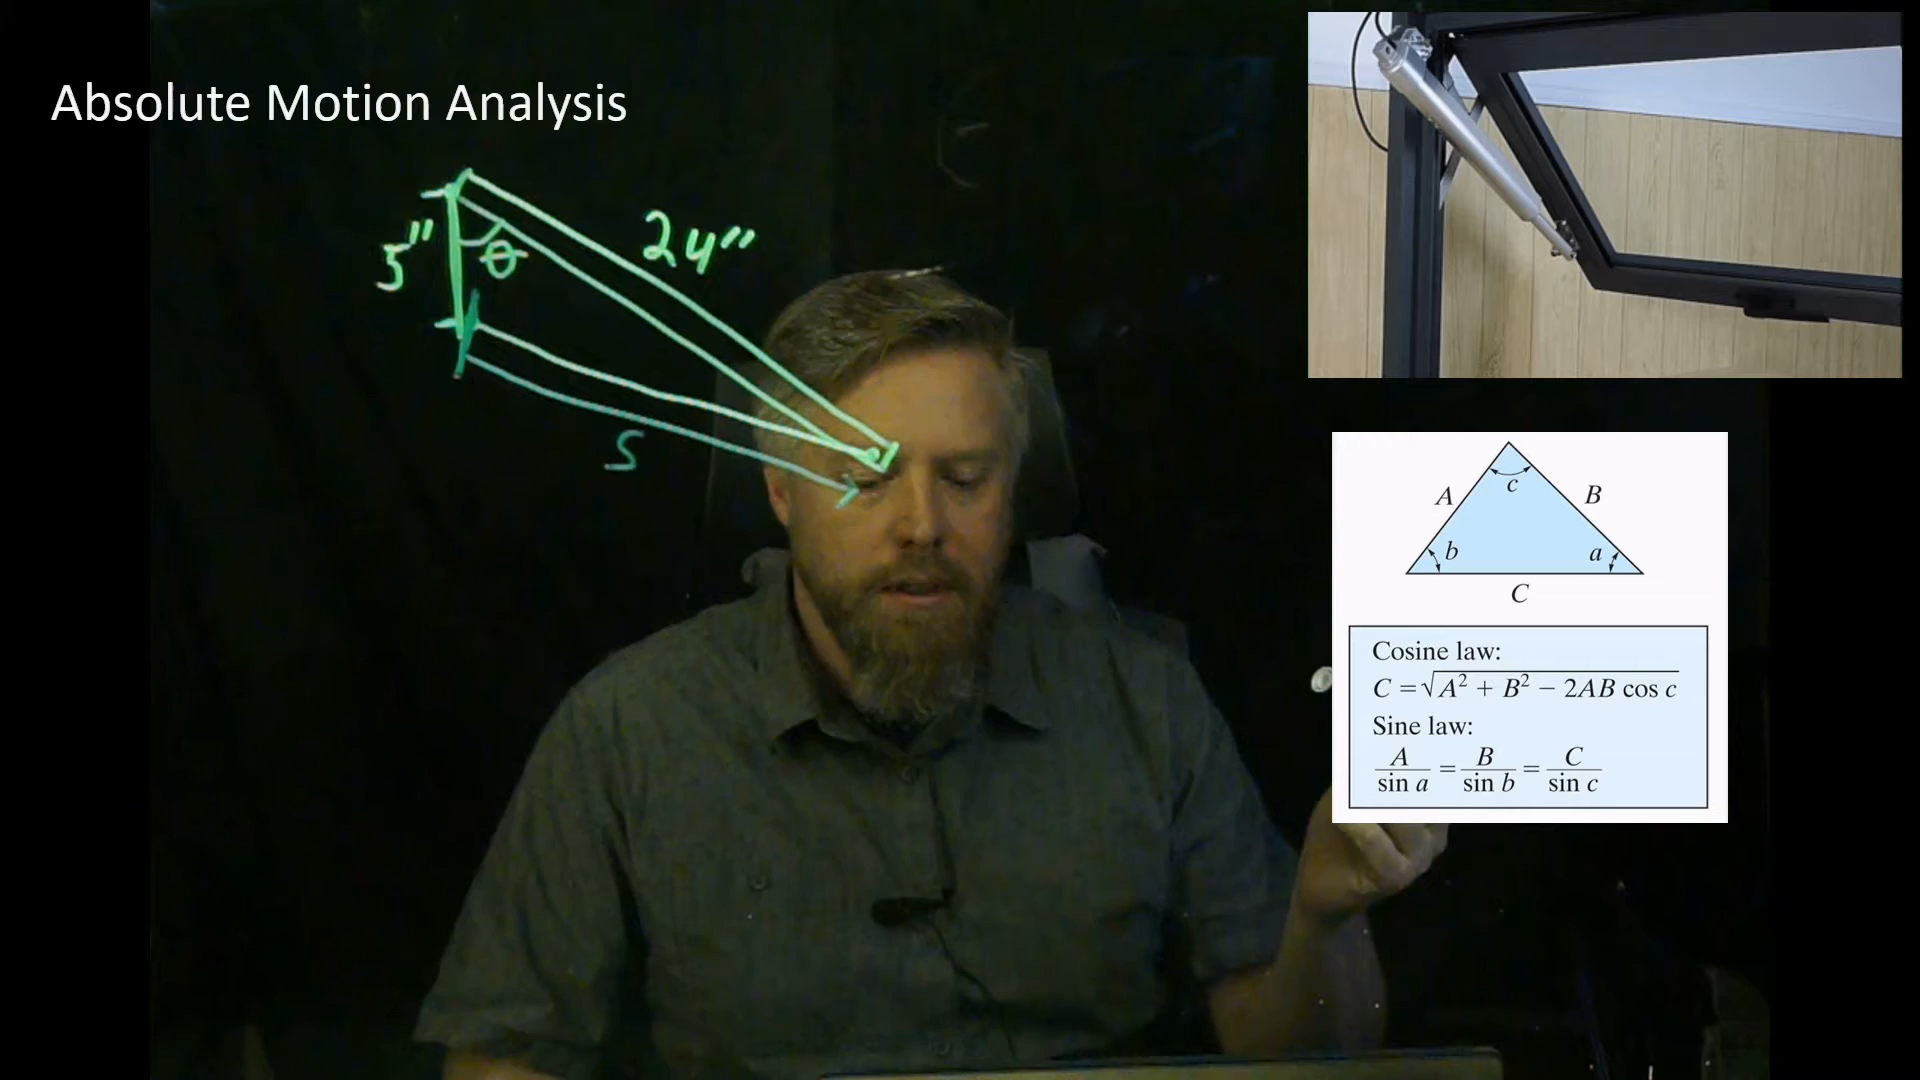 Absolute Motion Analysis
5"
θ
24"
S
A
c
B
b
a
C
Cosine law:
C = √A² + B² − 2AB cos c
Sine law:
A/sin a = B/sin b = C/sin c